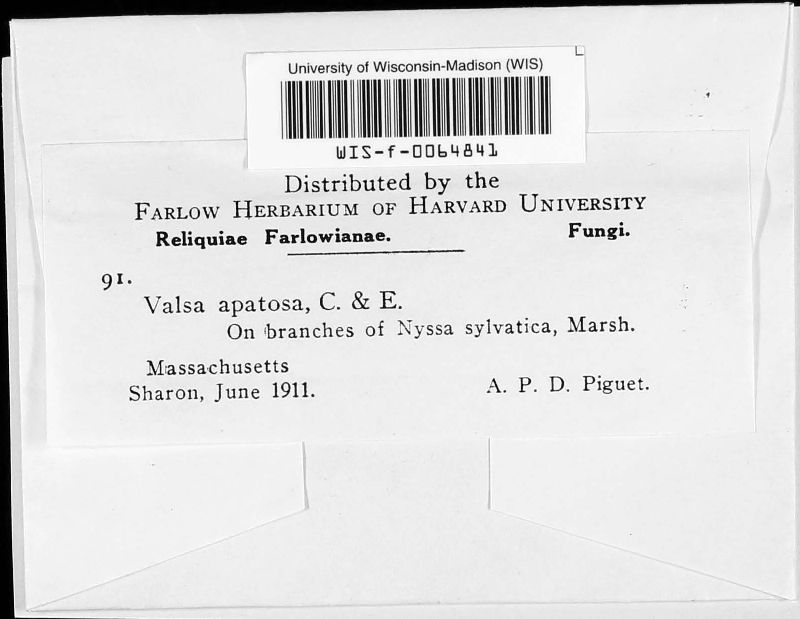 University of Wisconsin-Madison (WIS)
WIS-f-0064841
Distributed by the
FARLOW HERBARIUM OF HARVARD UNIVERSITY
Reliquiae Farlowianae. Fungi.
91.
Valsa apatosa, C. & E.
On branches of Nyssa sylvatica, Marsh.
Massachusetts
Sharon, June 1911. A. P. D. Piguet.